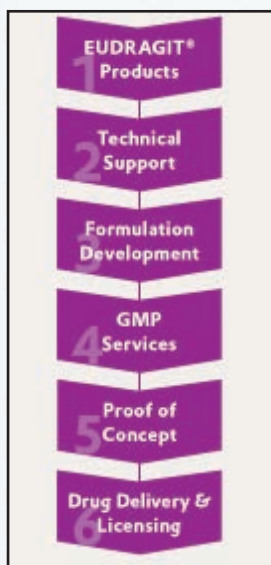 EUDRAGIT®
1 Products
Technical
2 Support
Formulation
3 Development
GMP
4 Services
Proof of
5 Concept
Drug Delivery &
6 Licensing